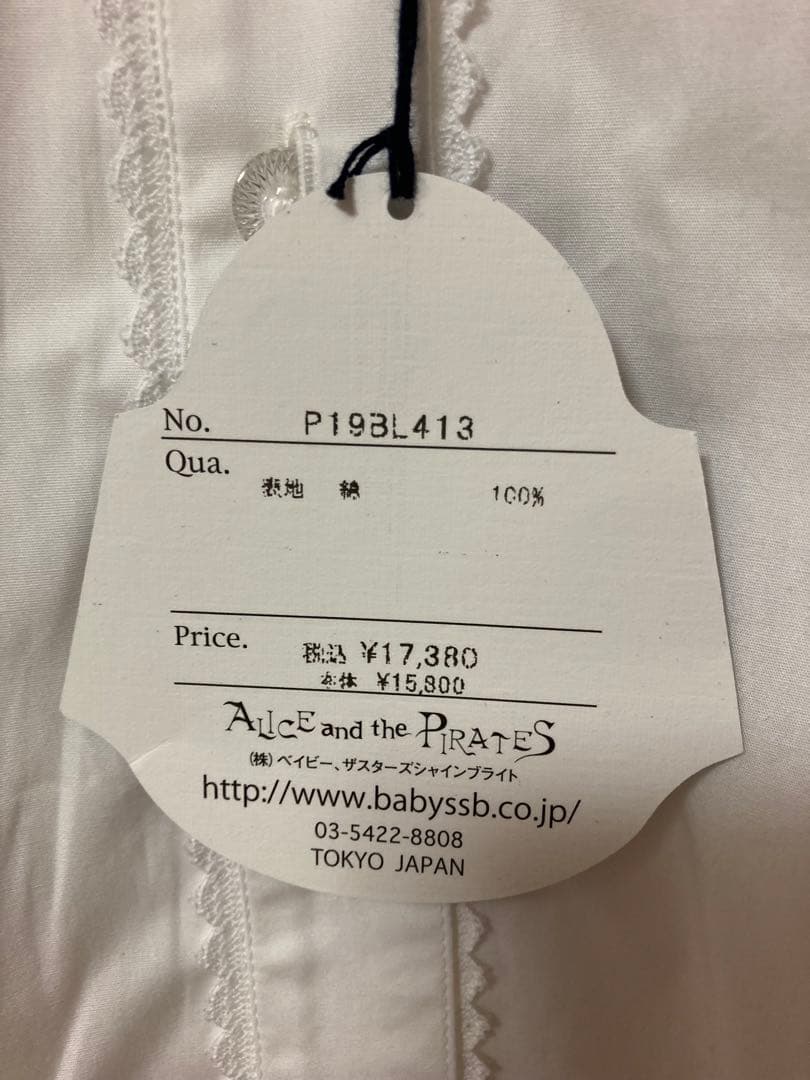 No. P19BL413
Qua.
表地 綿 100%
Price. 税込 ¥17,380
本体 ¥15,800
ALICE and the PIRATES
(株)ベイビー、ザスターズシャインブライト
http://www.babyssb.co.jp/
03-5422-8808
TOKYO JAPAN